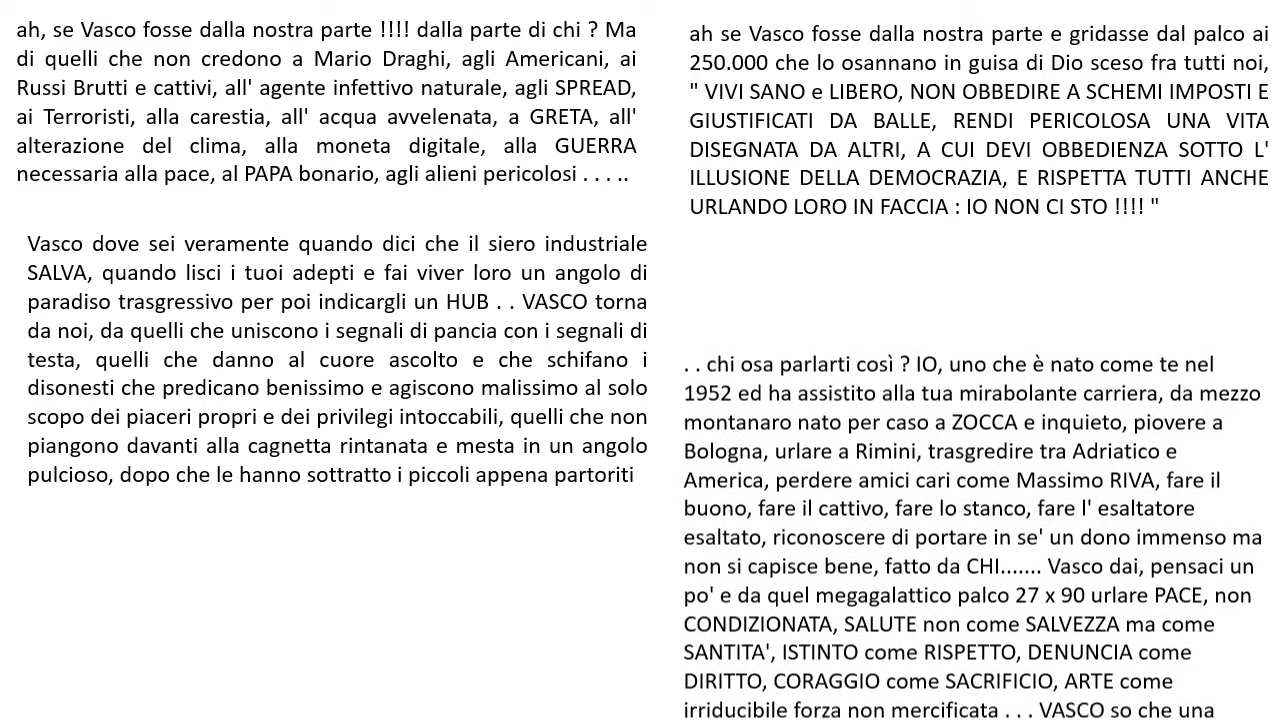 ah, se Vasco fosse dalla nostra parte !!!! dalla parte di chi ? Ma
di quelli che non credono a Mario Draghi, agli Americani, ai
Russi Brutti e cattivi, all' agente infettivo naturale, agli SPREAD,
ai Terroristi, alla carestia, all' acqua avvelenata, a GRETA, all'
alterazione del clima, alla moneta digitale, alla GUERRA
necessaria alla pace, al PAPA bonario, agli alieni pericolosi . . . ..
Vasco dove sei veramente quando dici che il siero industriale
SALVA, quando lisci i tuoi adepti e fai viver loro un angolo di
paradiso trasgressivo per poi indicargli un HUB . . VASCO torna
da noi, da quelli che uniscono i segnali di pancia con i segnali di
testa, quelli che danno al cuore ascolto e che schifano i
disonesti che predicano benissimo e agiscono malissimo al solo
scopo dei piaceri propri e dei privilegi intoccabili, quelli che non
piangono davanti alla cagnetta rintanata e mesta in un angolo
pulcioso, dopo che le hanno sottratto i piccoli appena partoriti
ah se Vasco fosse dalla nostra parte e gridasse dal palco ai
250.000 che lo osannano in guisa di Dio sceso fra tutti noi,
" VIVI SANO e LIBERO, NON OBBEDIRE A SCHEMI IMPOSTI E
GIUSTIFICATI DA BALLE, RENDI PERICOLOSA UNA VITA
DISEGNATA DA ALTRI, A CUI DEVI OBBEDIENZA SOTTO L'
ILLUSIONE DELLA DEMOCRAZIA, E RISPETTA TUTTI ANCHE
URLANDO LORO IN FACCIA : IO NON CI STO !!!! "
. . chi osa parlarti così ? IO, uno che è nato come te nel
1952 ed ha assistito alla tua mirabolante carriera, da mezzo
montanaro nato per caso a ZOCCA e inquieto, piovere a
Bologna, urlare a Rimini, trasgredire tra Adriatico e
America, perdere amici cari come Massimo RIVA, fare il
buono, fare il cattivo, fare lo stanco, fare l' esaltatore
esaltato, riconoscere di portare in se' un dono immenso ma
non si capisce bene, fatto da CHI....... Vasco dai, pensaci un
po' e da quel megagalattico palco 27 x 90 urlare PACE, non
CONDIZIONATA, SALUTE non come SALVEZZA ma come
SANTITA', ISTINTO come RISPETTO, DENUNCIA come
DIRITTO, CORAGGIO come SACRIFICIO, ARTE come
irriducibile forza non mercificata . . . VASCO so che una